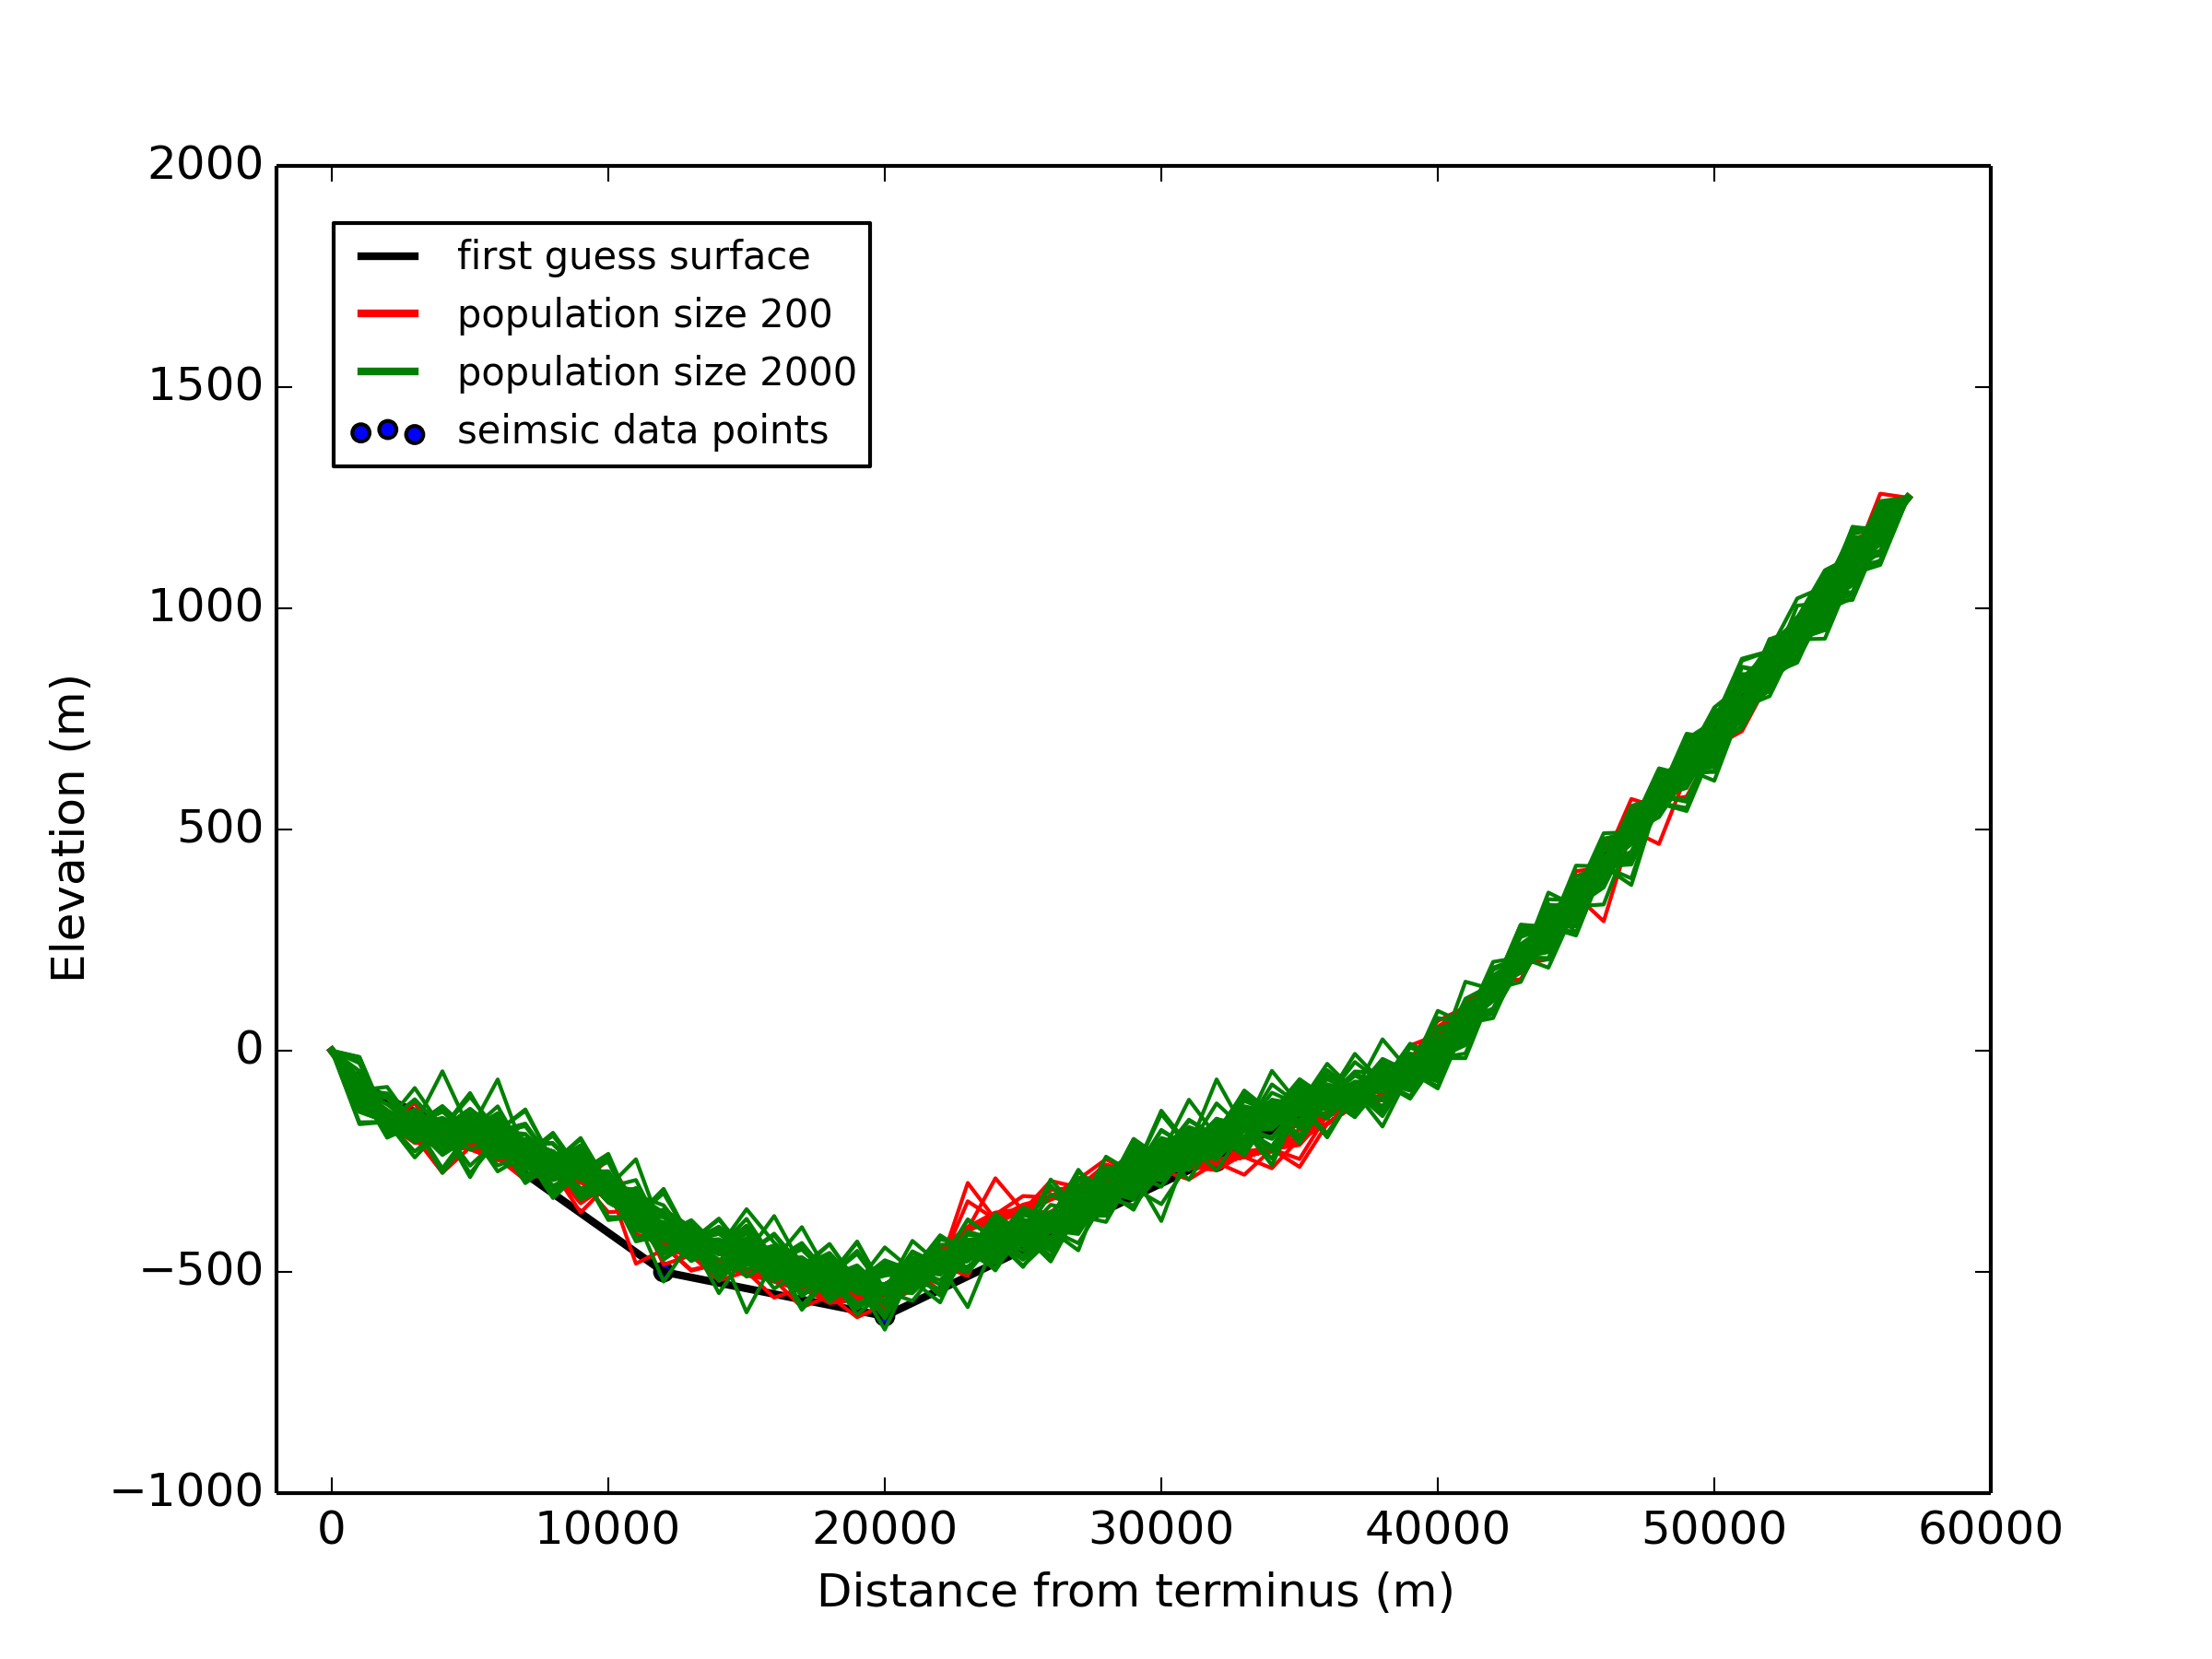 2000
1500
1000
500
0
−500
−1000
Elevation (m)
first guess surface
population size 200
population size 2000
seimsic data points
0 10000 20000 30000 40000 50000 60000
Distance from terminus (m)